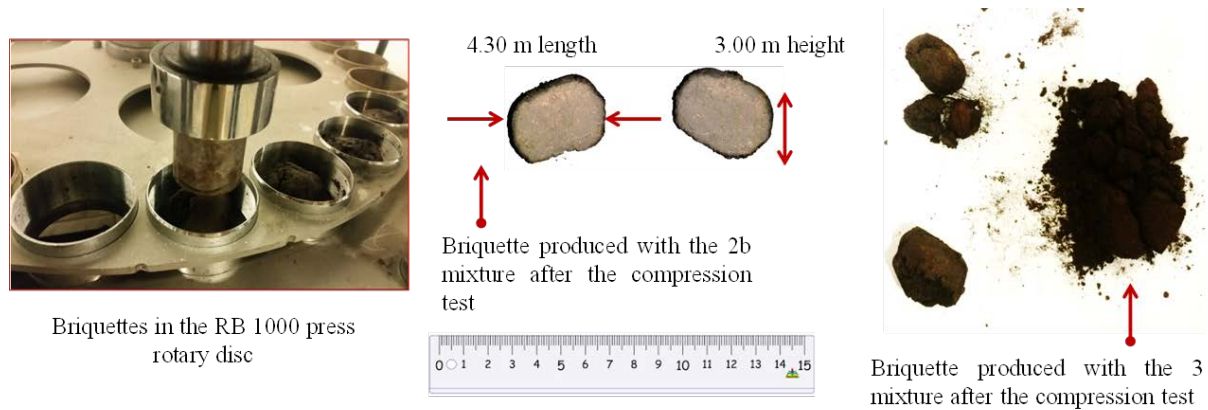 4.30 m length
3.00 m height
Briquette produced with the 2b
mixture after the compression
test
Briquettes in the RB 1000 press
rotary disc
0 1 2 3 4 5 6 7 8 9 10 11 12 13 14 15
Briquette produced with the 3
mixture after the compression test